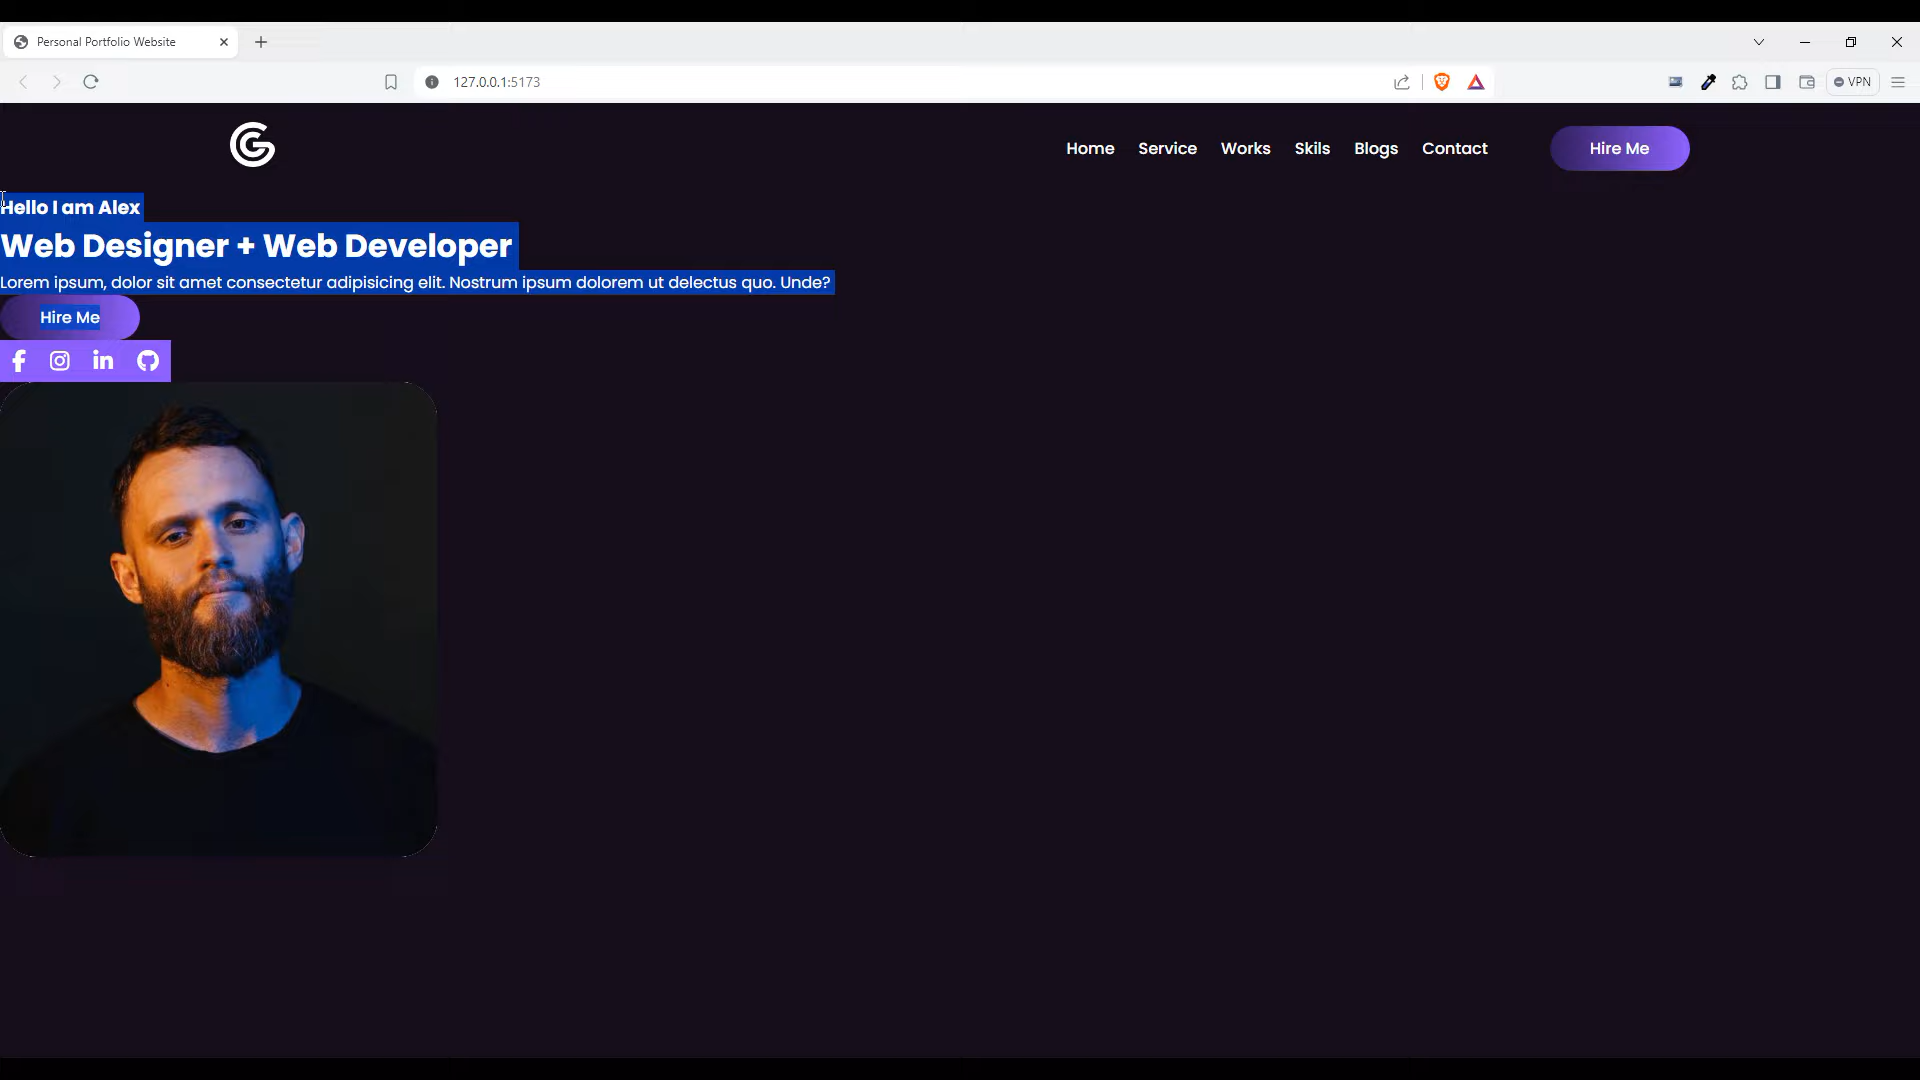 Personal Portfolio Website
127.0.0.1:5173
VPN
Home Service Works Skils Blogs Contact Hire Me
Hello I am Alex
Web Designer + Web Developer
Lorem ipsum, dolor sit amet consectetur adipisicing elit. Nostrum ipsum dolorem ut delectus quo. Unde?
Hire Me